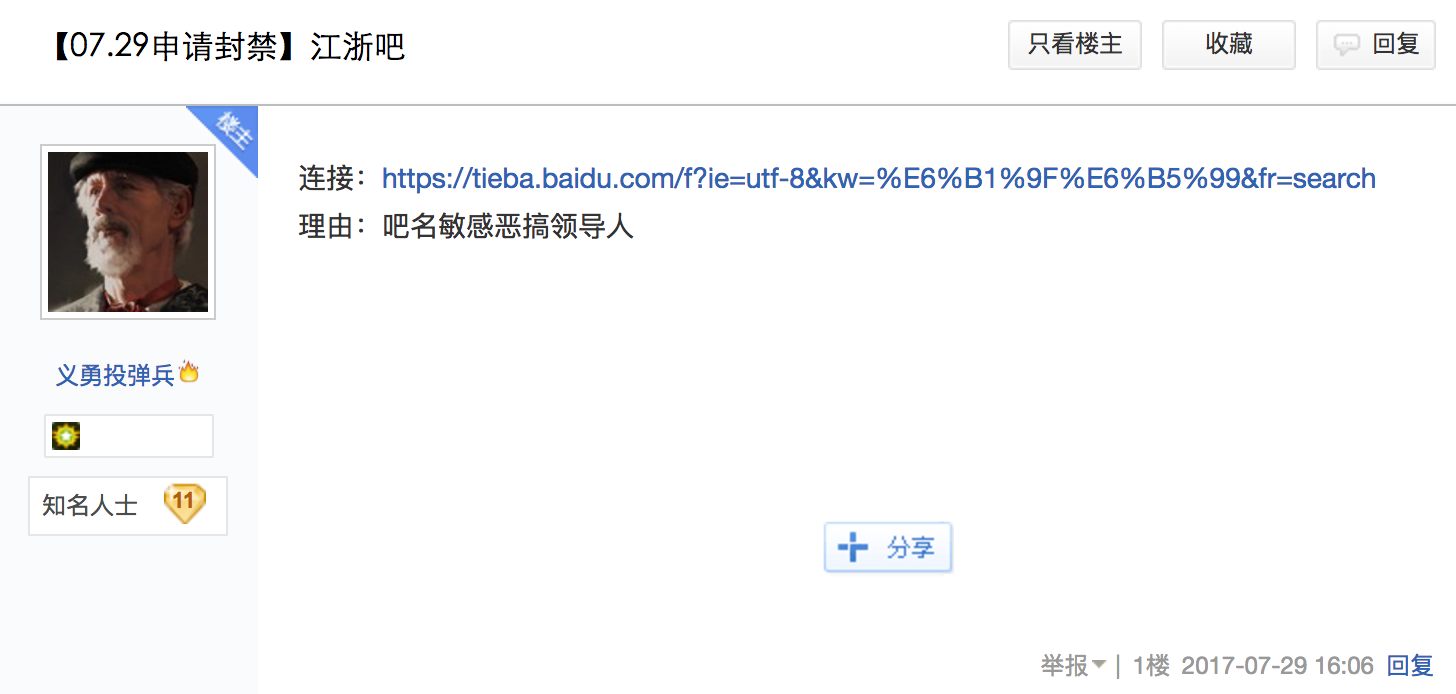 【07.29申请封禁】江浙吧
只看楼主
收藏
回复
楼主
连接：https://tieba.baidu.com/f?ie=utf-8&kw=%E6%B1%9F%E6%B5%99&fr=search
理由：吧名敏感恶搞领导人
义勇投弹兵
知名人士 11
分享
举报 | 1楼 2017-07-29 16:06 回复